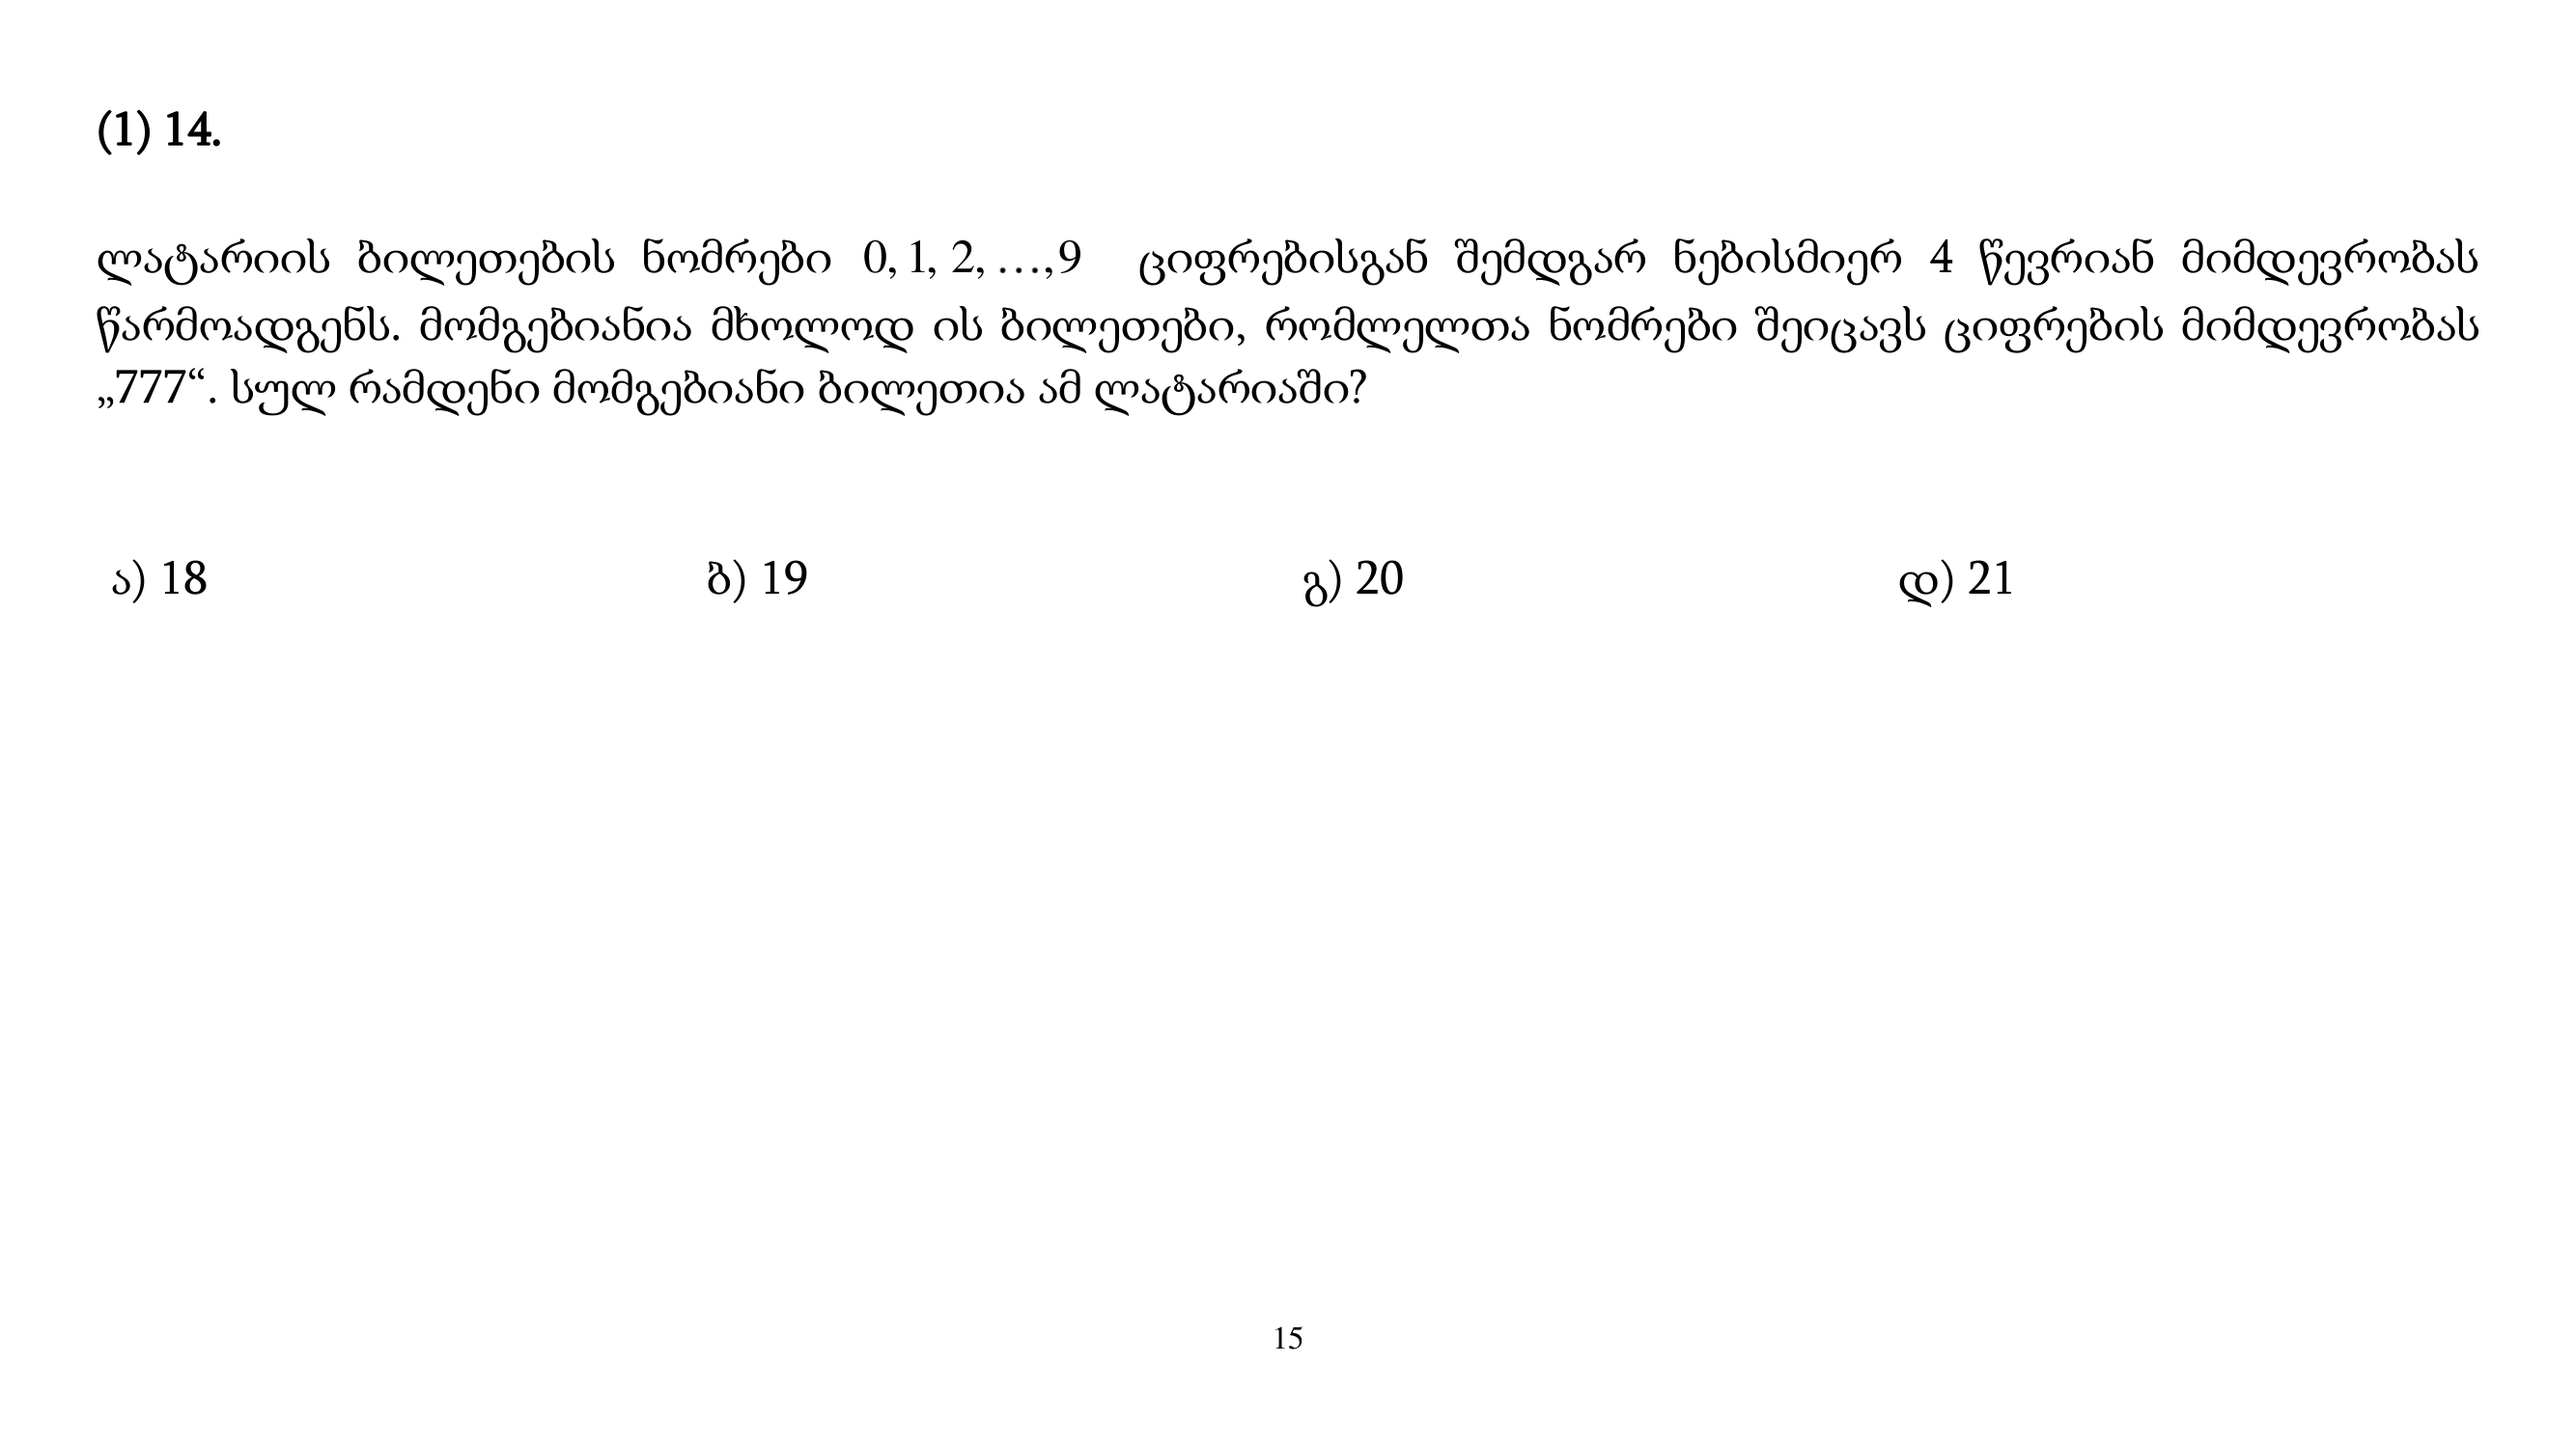 (1) 14.
ლატარიის ბილეთების ნომრები 0, 1, 2, …,9 ციფრებისგან შემდგარ ნებისმიერ 4 წევრიან მიმდევრობას
წარმოადგენს. მომგებიანია მხოლოდ ის ბილეთები, რომლელთა ნომრები შეიცავს ციფრების მიმდევრობას
„777“. სულ რამდენი მომგებიანი ბილეთია ამ ლატარიაში?
ა) 18 ბ) 19 გ) 20 დ) 21
15